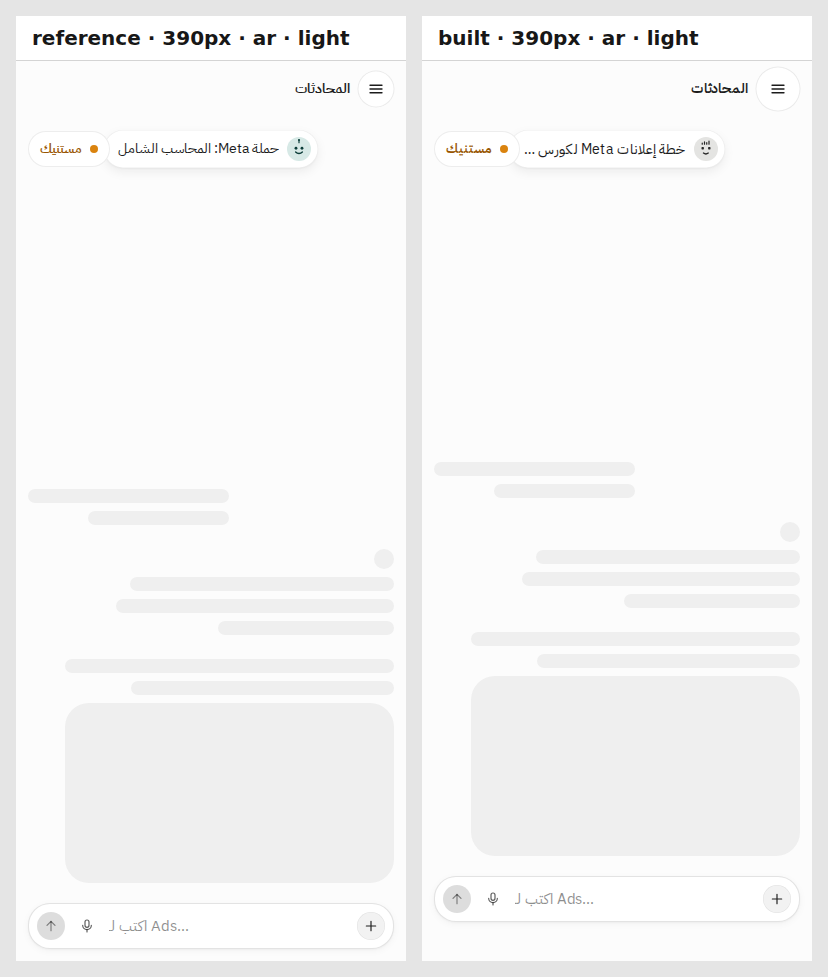 reference · 390px · ar · light
المحادثات
حملة Meta: المحاسب الشامل
مستنيك
اكتب لـ Ads...
built · 390px · ar · light
المحادثات
خطة إعلانات Meta لكورس ...
مستنيك
اكتب لـ Ads...